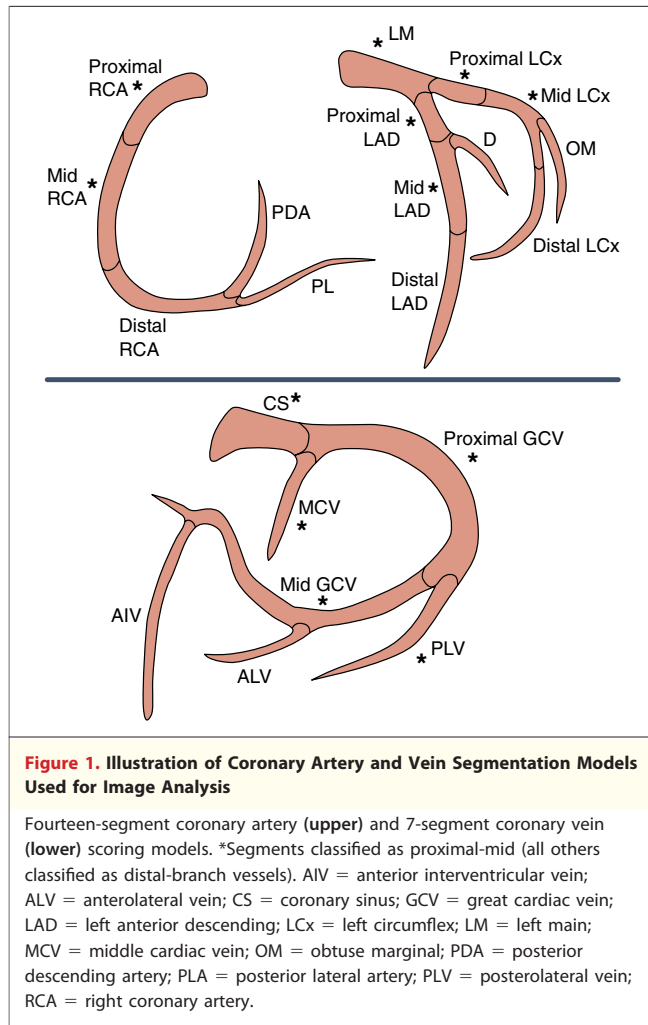 * LM
Proximal
RCA *
Proximal LCx
*
* Mid LCx
Proximal *
LAD
D
OM
Mid *
RCA
Mid *
LAD
PDA
Distal LCx
PL
Distal
LAD
Distal
RCA
CS *
Proximal GCV
*
MCV
*
Mid GCV
*
AIV
* PLV
ALV
Figure 1. Illustration of Coronary Artery and Vein Segmentation Models
Used for Image Analysis
Fourteen-segment coronary artery (upper) and 7-segment coronary vein
(lower) scoring models. *Segments classified as proximal-mid (all others
classified as distal-branch vessels). AIV = anterior interventricular vein;
ALV = anterolateral vein; CS = coronary sinus; GCV = great cardiac vein;
LAD = left anterior descending; LCx = left circumflex; LM = left main;
MCV = middle cardiac vein; OM = obtuse marginal; PDA = posterior
descending artery; PLA = posterior lateral artery; PLV = posterolateral vein;
RCA = right coronary artery.